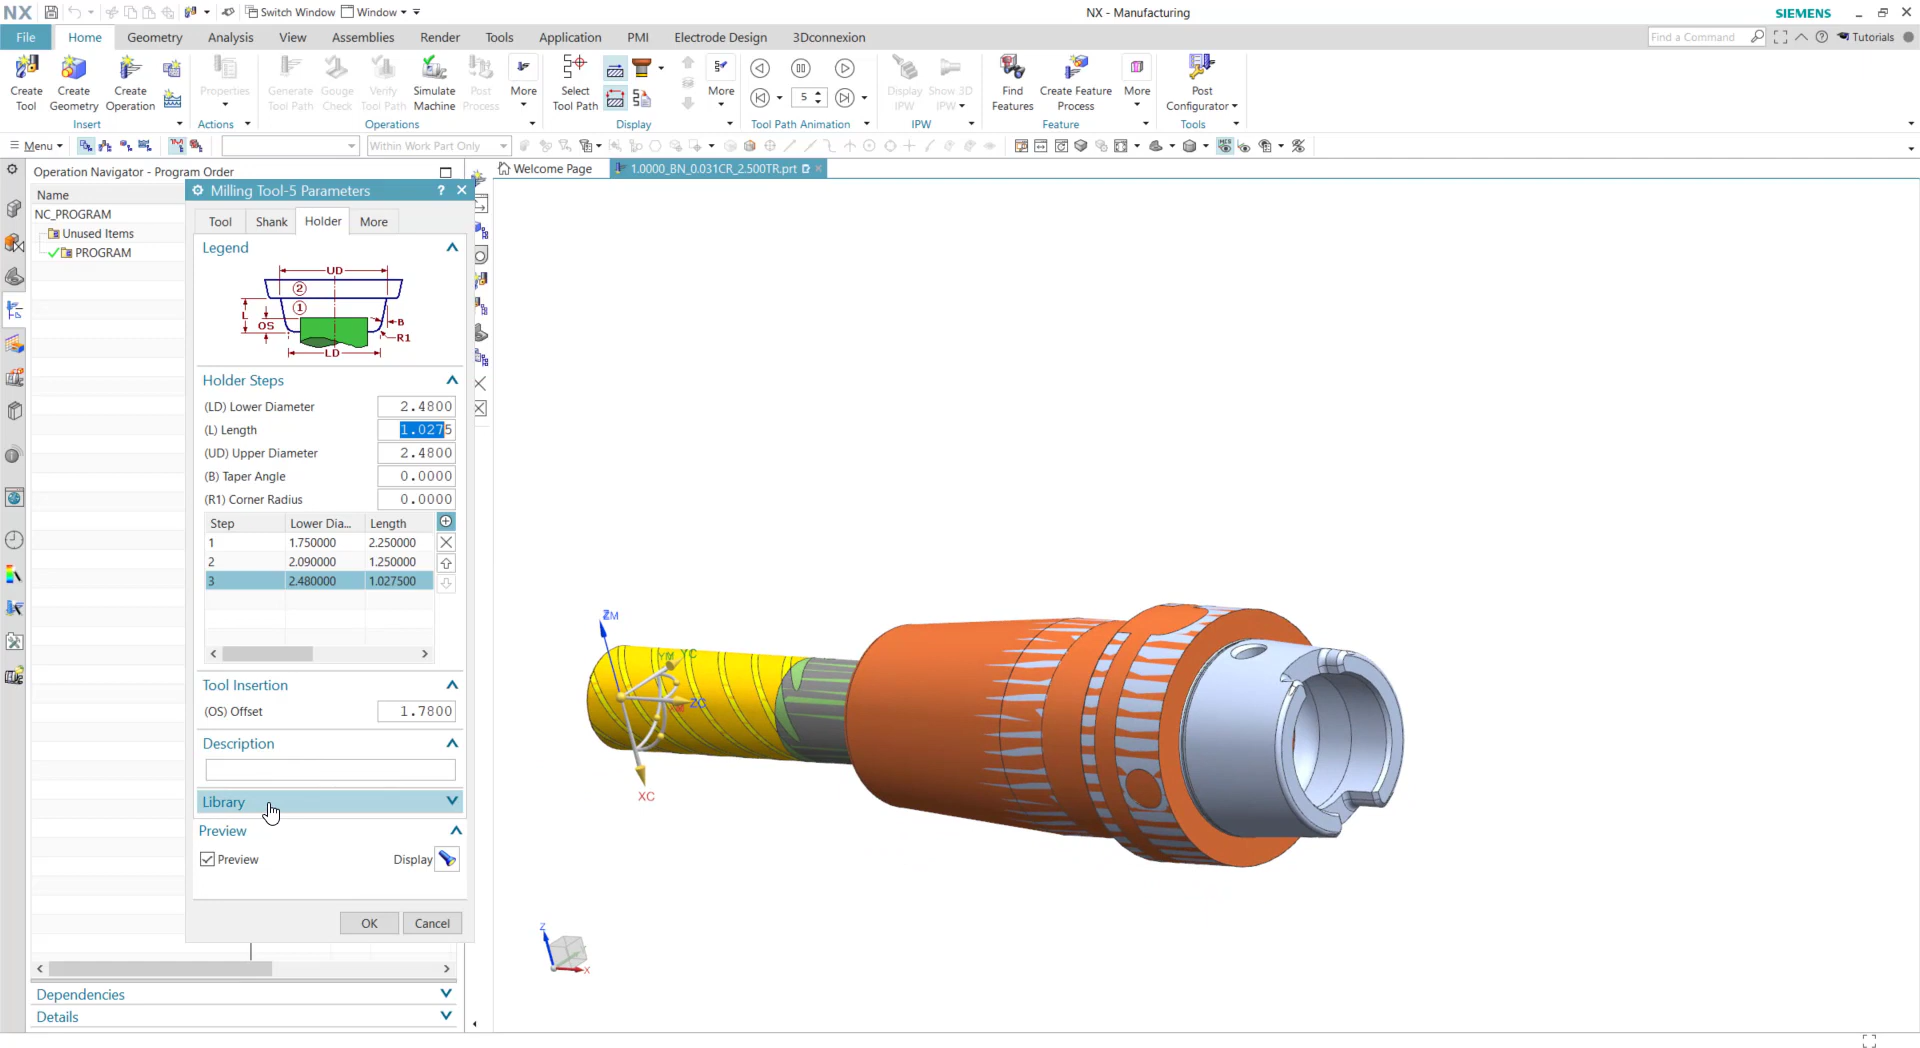 NX Switch Window Window NX - Manufacturing SIEMENS
File Home Geometry Analysis View Assemblies Render Tools Application PMI Electrode Design 3Dconnexion Find a Command Tutorials
Create Tool
Create Geometry
Create Operation
Properties
Generate Tool Path
Gouge Check
Verify Tool Path
Simulate Machine
Post Process
More
Select Tool Path
More
5
Display IPW
Show 3D IPW
Find Features
Create Feature Process
More
Post Configurator
Insert Actions Operations Display Tool Path Animation IPW Feature Tools
Menu Within Work Part Only
Operation Navigator - Program Order
Welcome Page 1.0000_BN_0.031CR_2.500TR.prt
Name
NC_PROGRAM
Unused Items
PROGRAM
Milling Tool-5 Parameters ?
Tool Shank Holder More
Legend
UD
2
1
L
OS
B
R1
LD
Holder Steps
(LD) Lower Diameter 2.4800
(L) Length 1.0275
(UD) Upper Diameter 2.4800
(B) Taper Angle 0.0000
(R1) Corner Radius 0.0000
Step Lower Dia... Length
1 1.750000 2.250000
2 2.090000 1.250000
3 2.480000 1.027500
Tool Insertion
(OS) Offset 1.7800
Description
Library
Preview
Preview Display
OK Cancel
Dependencies
Details
ZM
YM YC
ZC
XC
Z
X